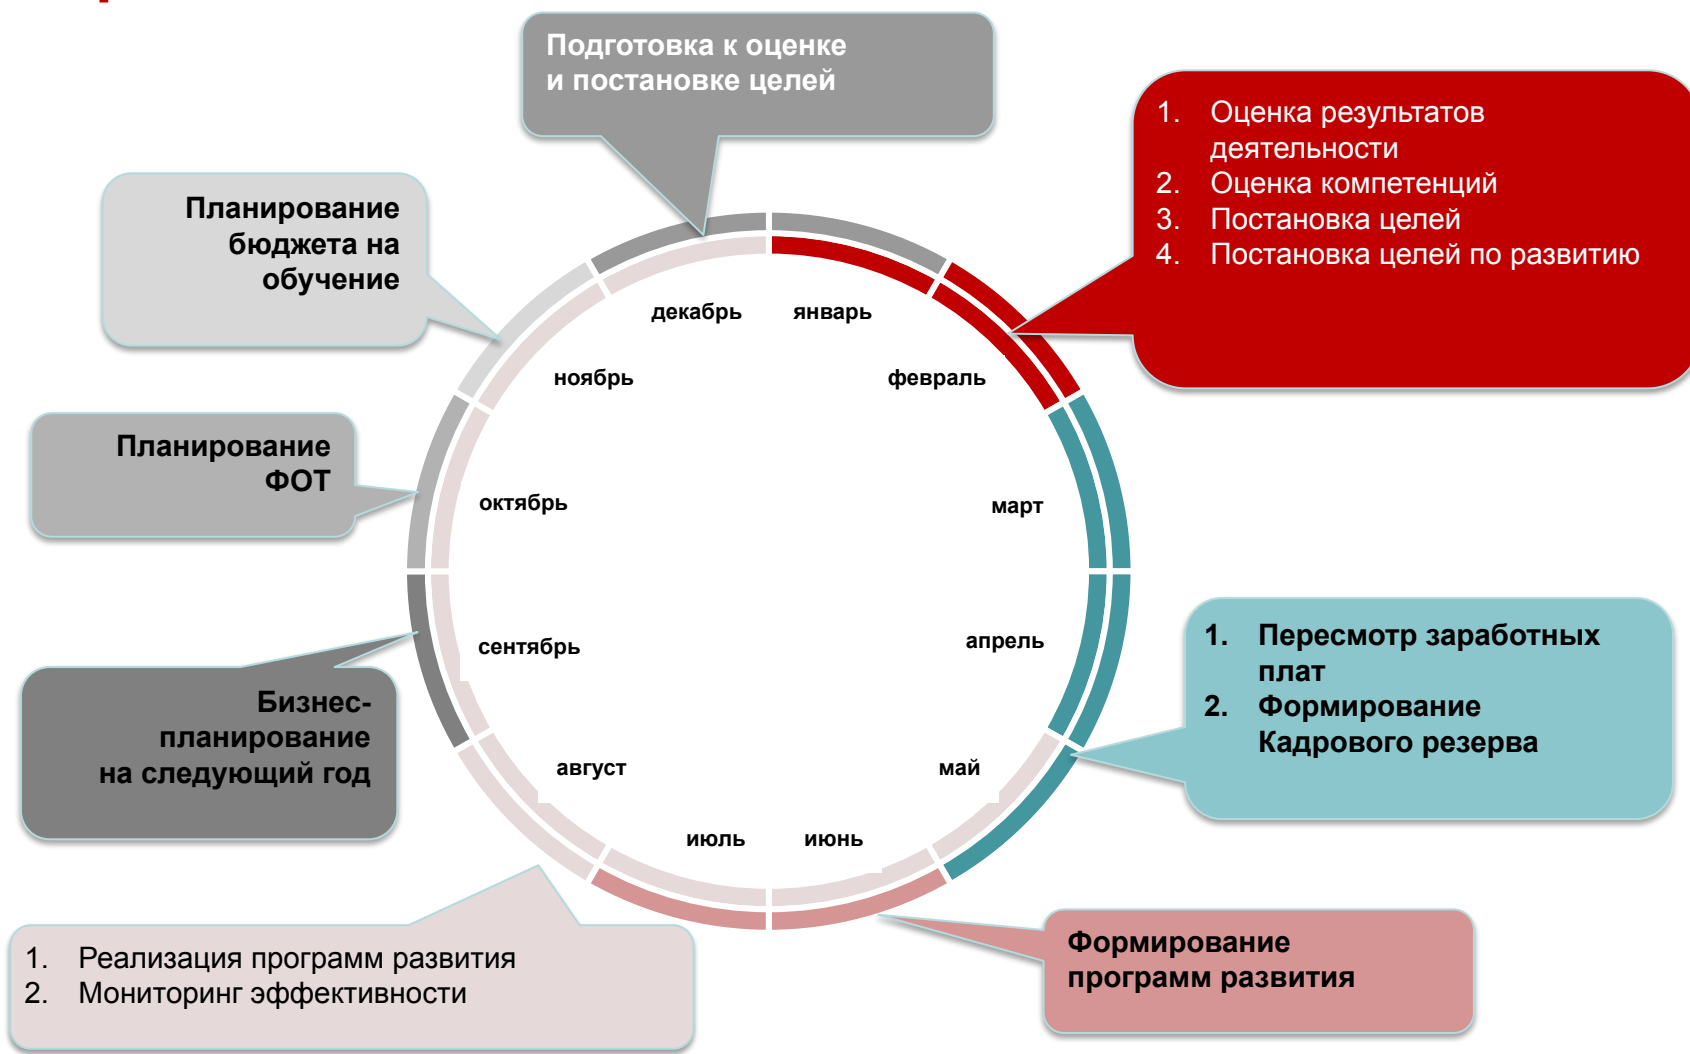 Подготовка к оценке
и постановке целей
1. Оценка результатов
деятельности
2. Оценка компетенций
3. Постановка целей
4. Постановка целей по развитию
Планирование
бюджета на
обучение
декабрь
январь
ноябрь
февраль
Планирование
ФОТ
октябрь
март
сентябрь
апрель
1. Пересмотр заработных
плат
2. Формирование
Кадрового резерва
Бизнес-
планирование
на следующий год
август
май
июль
июнь
1. Реализация программ развития
2. Мониторинг эффективности
Формирование
программ развития